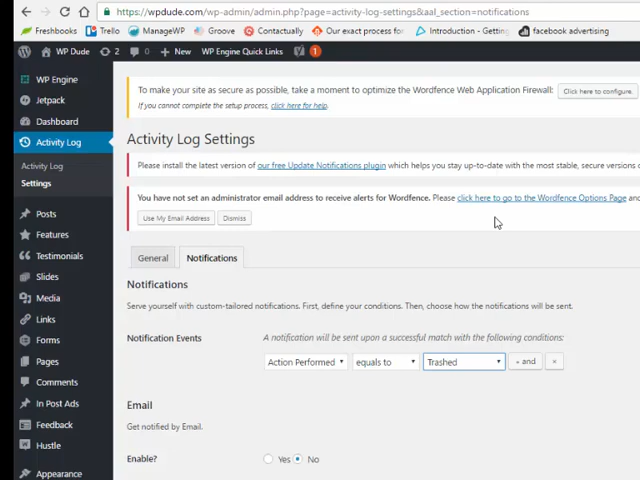 https://wpdude.com/wp-admin/admin.php?page=activity-log-settings&aal_section=notifications
Freshbooks Trello ManageWP Groove Contactually Our exact process for Introduction - Getti facebook advertising
WP Dude 2 0 + New WP Engine Quick Links 1
WP Engine
Jetpack
Dashboard
Activity Log
Activity Log
Settings
Posts
Features
Testimonials
Slides
Media
Links
Forms
Pages
Comments
In Post Ads
Feedback
Hustle
Appearance
To make your site as secure as possible, take a moment to optimize the Wordfence Web Application Firewall: Click here to configure.
If you cannot complete the setup process, click here for help.
Activity Log Settings
Please install the latest version of our free Update Notifications plugin which helps you stay up-to-date with the most stable, secure versions
You have not set an administrator email address to receive alerts for Wordfence. Please click here to go to the Wordfence Options Page and
Use My Email Address Dismiss
General Notifications
Notifications
Serve yourself with custom-tailored notifications. First, define your conditions. Then, choose how the notifications will be sent.
Notification Events A notification will be sent upon a successful match with the following conditions:
Action Performed equals to Trashed + and ×
Email
Get notified by Email.
Enable? Yes No